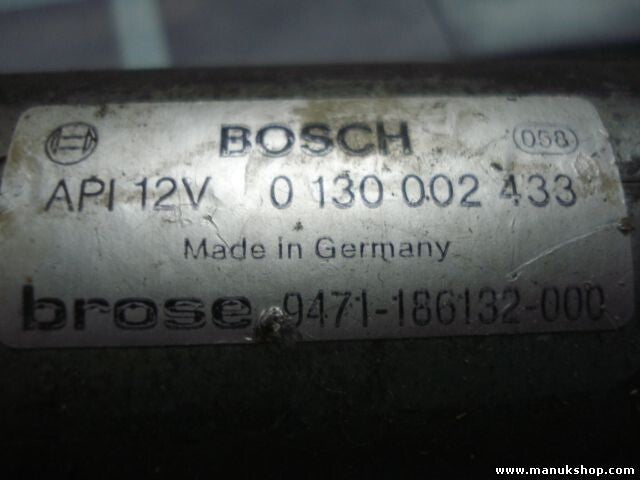 BOSCH 058
API 12V 0 130 002 433
Made in Germany
brose 9471-186132-000
www.manukshop.com